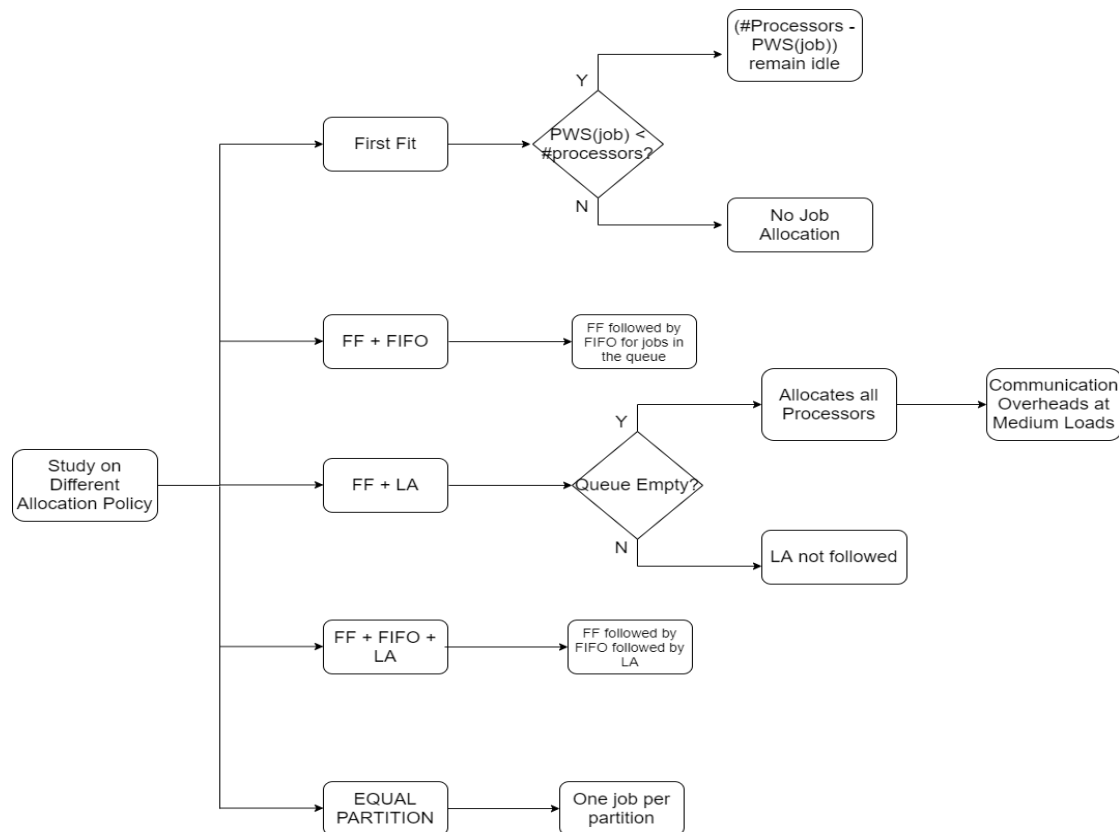 (#Processors -
PWS(job))
remain idle
Y
First Fit
PWS(job) <
#processors?
N
No Job
Allocation
FF + FIFO
FF followed by
FIFO for jobs in
the queue
Allocates all
Processors
Communication
Overheads at
Medium Loads
Y
Study on
Different
Allocation Policy
FF + LA
Queue Empty?
N
LA not followed
FF + FIFO +
LA
FF followed by
FIFO followed by
LA
EQUAL
PARTITION
One job per
partition